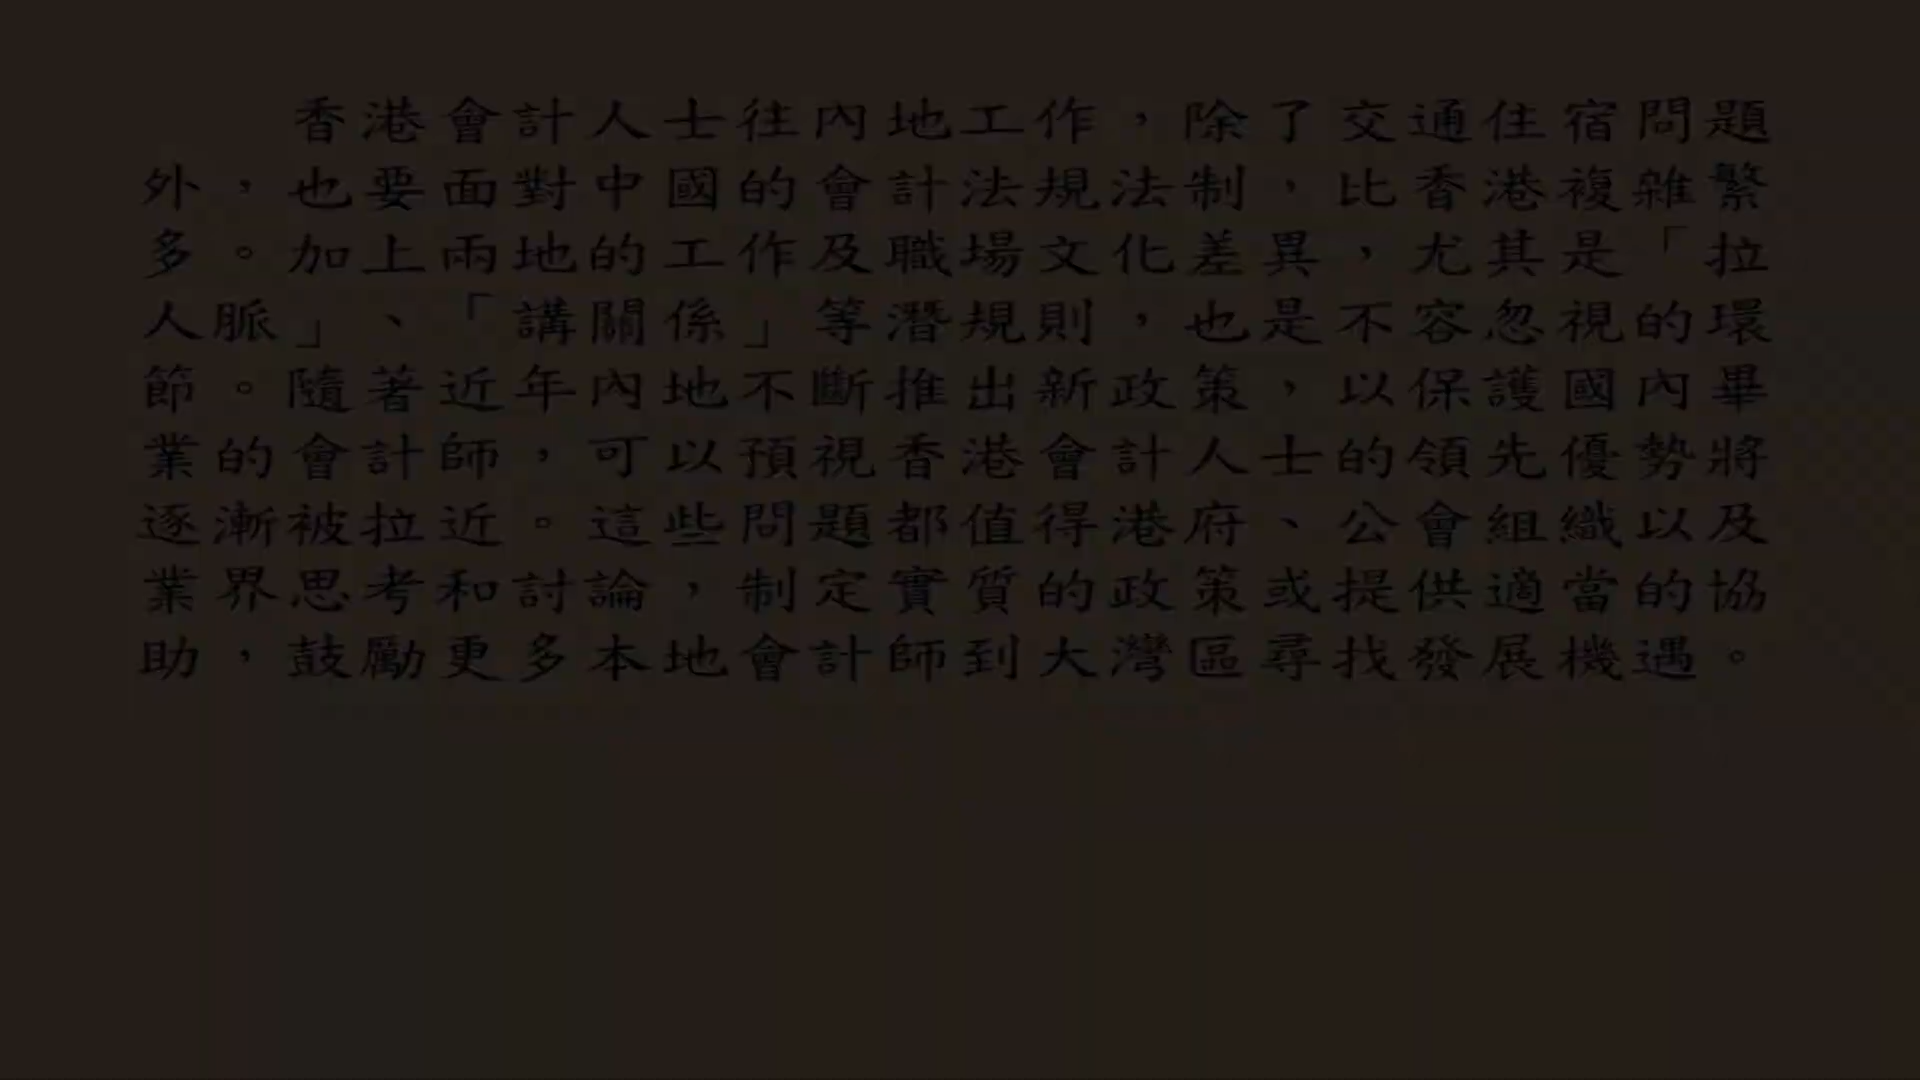 香港會計人士往內地工作，除了交通住宿問題
外，也要面對中國的會計法規法制，比香港複雜繁
多。加上兩地的工作及職場文化差異，尤其是「拉
人脈」、「講關係」等潛規則，也是不容忽視的環
節。隨著近年內地不斷推出新政策，以保護國內畢
業的會計師，可以預視香港會計人士的領先優勢將
逐漸被拉近。這些問題都值得港府、公會組織以及
業界思考和討論，制定實質的政策或提供適當的協
助，鼓勵更多本地會計師到大灣區尋找發展機遇。